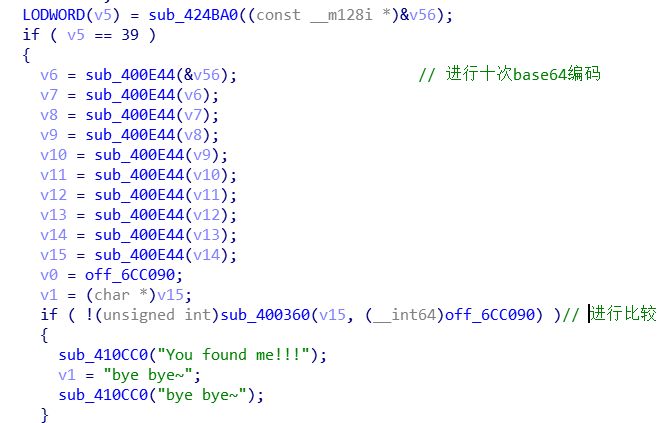 LODWORD(v5) = sub_424BA0((const __m128i *)&v56);
if ( v5 == 39 )
{
v6 = sub_400E44(&v56); // 进行十次base64编码
v7 = sub_400E44(v6);
v8 = sub_400E44(v7);
v9 = sub_400E44(v8);
v10 = sub_400E44(v9);
v11 = sub_400E44(v10);
v12 = sub_400E44(v11);
v13 = sub_400E44(v12);
v14 = sub_400E44(v13);
v15 = sub_400E44(v14);
v0 = off_6CC090;
v1 = (char *)v15;
if ( !(unsigned int)sub_400360(v15, (__int64)off_6CC090) )// 进行比较
{
sub_410CC0("You found me!!!");
v1 = "bye bye~";
sub_410CC0("bye bye~");
}